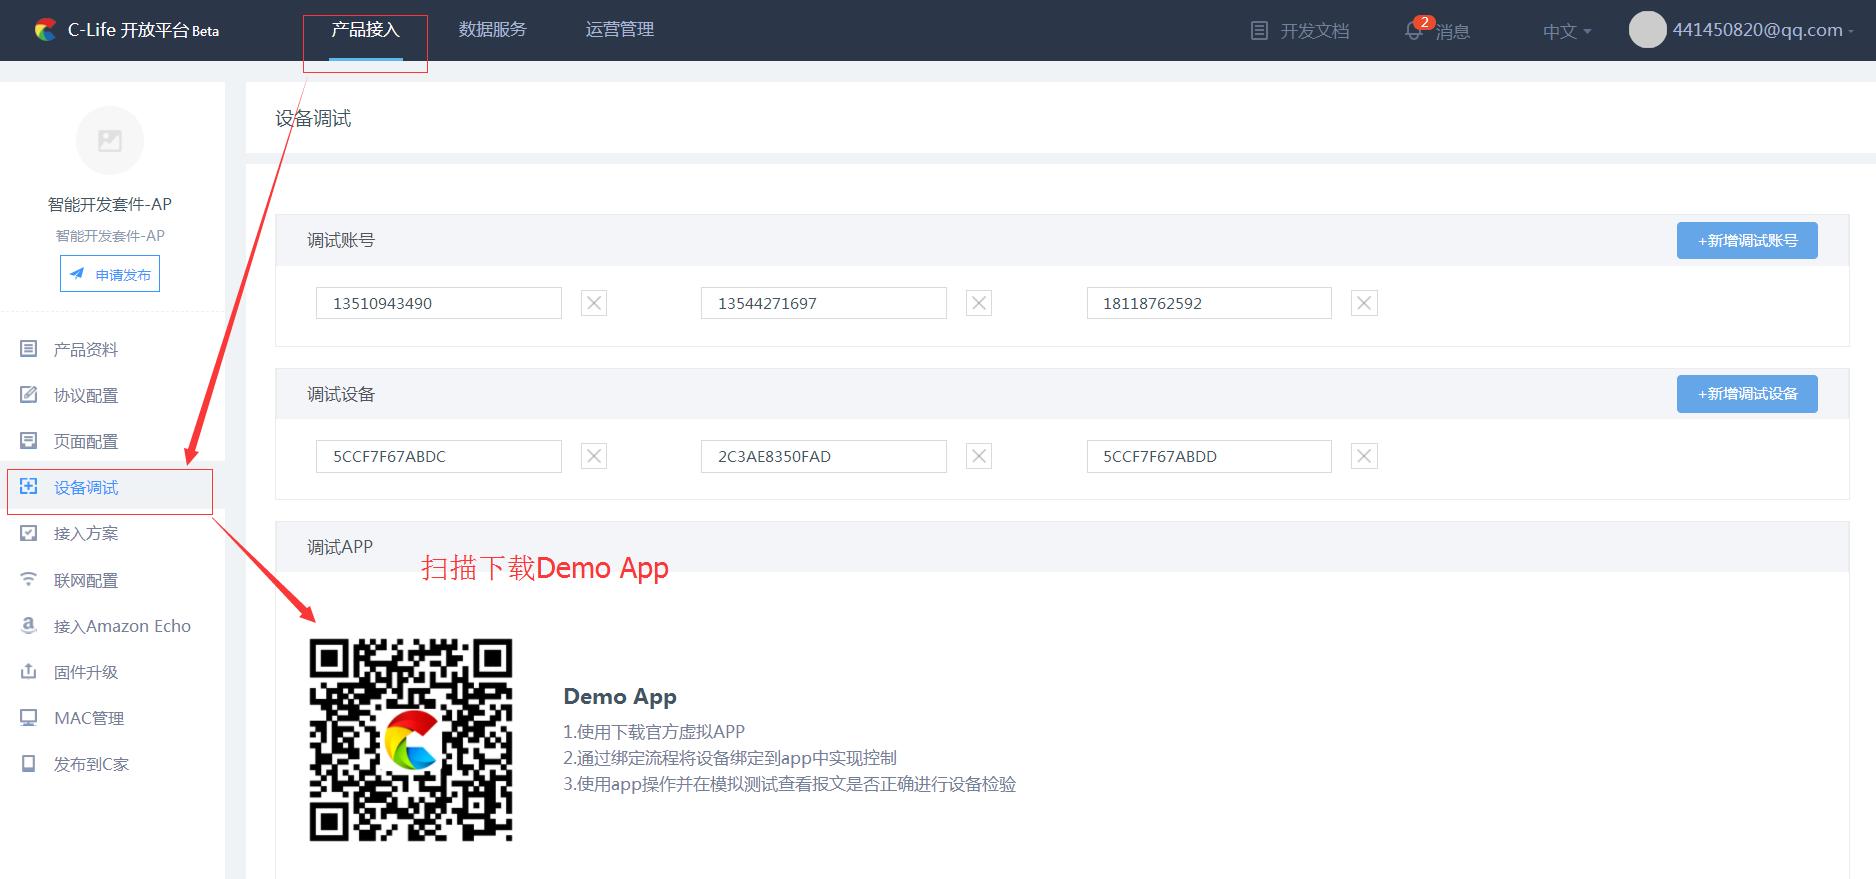 C-Life 开放平台 Beta
产品接入
数据服务
运营管理
开发文档
2
消息
中文
441450820@qq.com
智能开发套件-AP
智能开发套件-AP
申请发布
产品资料
协议配置
页面配置
设备调试
接入方案
联网配置
接入Amazon Echo
固件升级
MAC管理
发布到C家
设备调试
调试账号
+新增调试账号
13510943490
13544271697
18118762592
调试设备
+新增调试设备
5CCF7F67ABDC
2C3AE8350FAD
5CCF7F67ABDD
调试APP
扫描下载Demo App
Demo App
1.使用下载官方虚拟APP
2.通过绑定流程将设备绑定到app中实现控制
3.使用app操作并在模拟测试查看报文是否正确进行设备检验